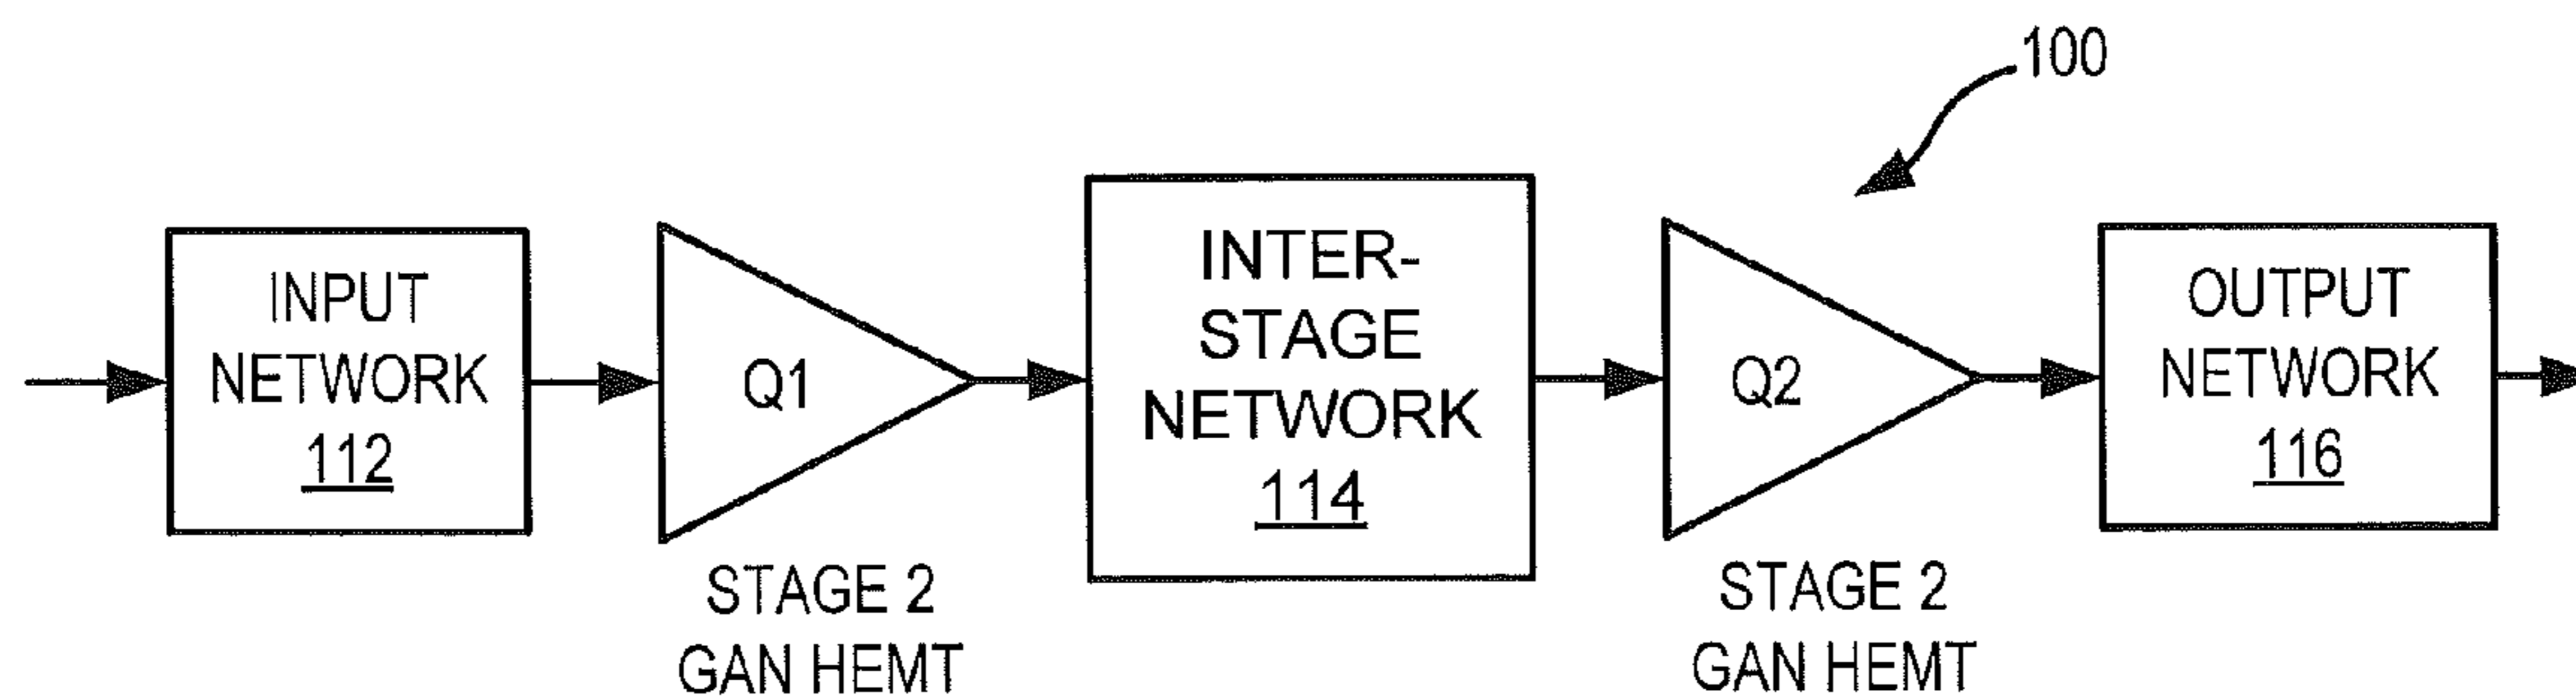 100
INPUT
NETWORK
112
Q1
STAGE 2
GAN HEMT
INTER-
STAGE
NETWORK
114
Q2
STAGE 2
GAN HEMT
OUTPUT
NETWORK
116